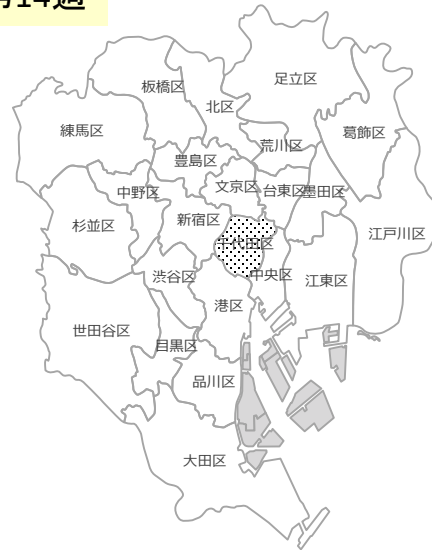 第14週
足立区
板橋区
北区
葛飾区
練馬区
荒川区
豊島区
文京区
台東区
墨田区
中野区
新宿区
杉並区
江戸川区
千代田区
中央区
渋谷区
江東区
港区
世田谷区
目黒区
品川区
大田区